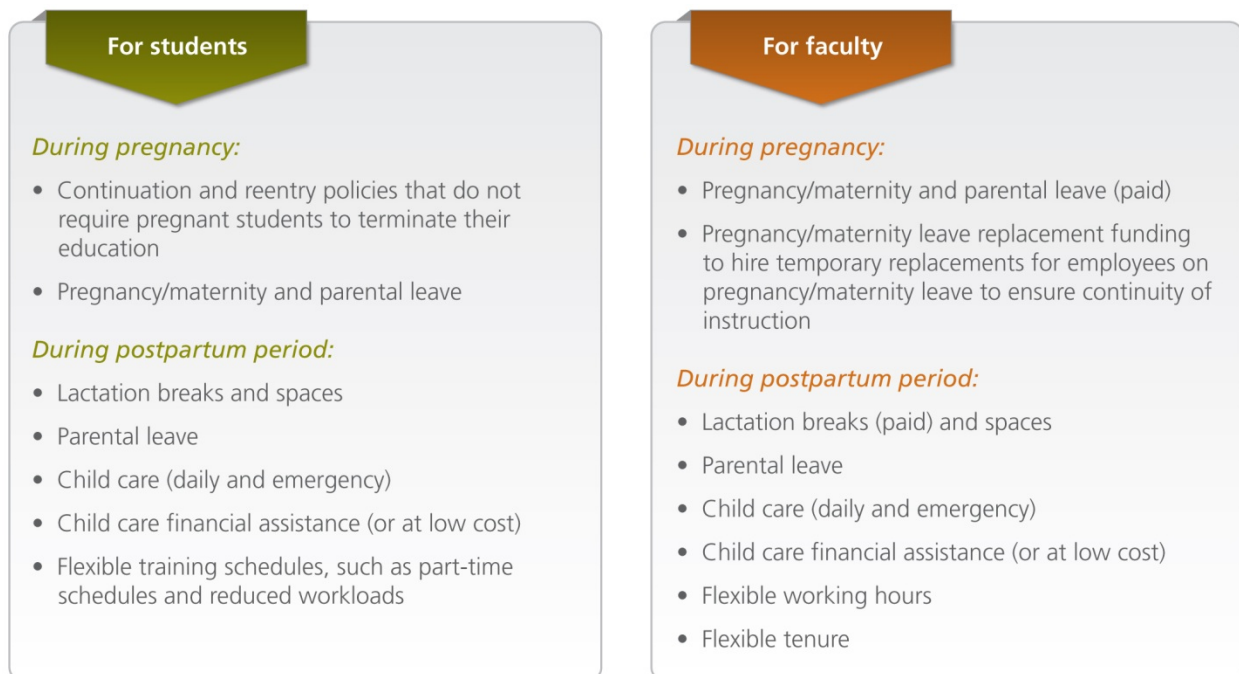 For students
During pregnancy:
• Continuation and reentry policies that do not
require pregnant students to terminate their
education
• Pregnancy/maternity and parental leave
During postpartum period:
• Lactation breaks and spaces
• Parental leave
• Child care (daily and emergency)
• Child care financial assistance (or at low cost)
• Flexible training schedules, such as part-time
schedules and reduced workloads
For faculty
During pregnancy:
• Pregnancy/maternity and parental leave (paid)
• Pregnancy/maternity leave replacement funding
to hire temporary replacements for employees on
pregnancy/maternity leave to ensure continuity of
instruction
During postpartum period:
• Lactation breaks (paid) and spaces
• Parental leave
• Child care (daily and emergency)
• Child care financial assistance (or at low cost)
• Flexible working hours
• Flexible tenure